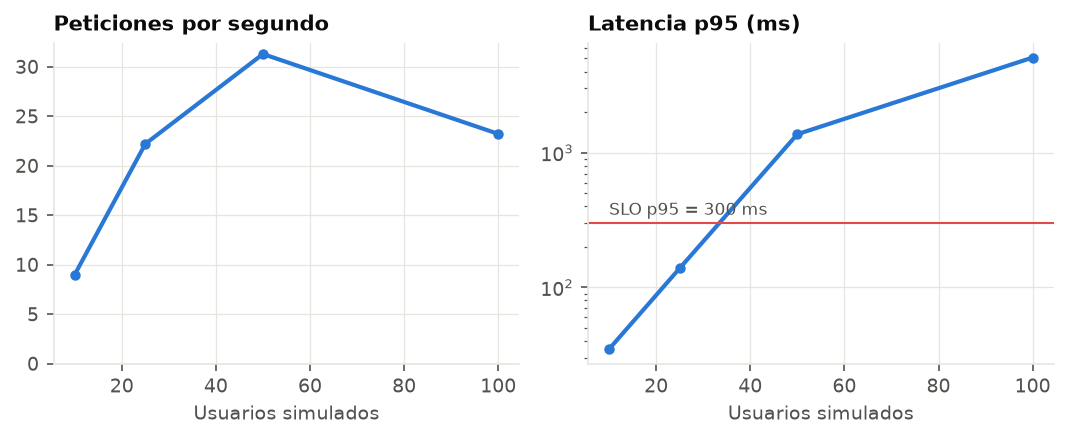 Peticiones por segundo
30
25
20
15
10
5
0
20 40 60 80 100
Usuarios simulados
Latencia p95 (ms)
10³
10²
SLO p95 = 300 ms
20 40 60 80 100
Usuarios simulados